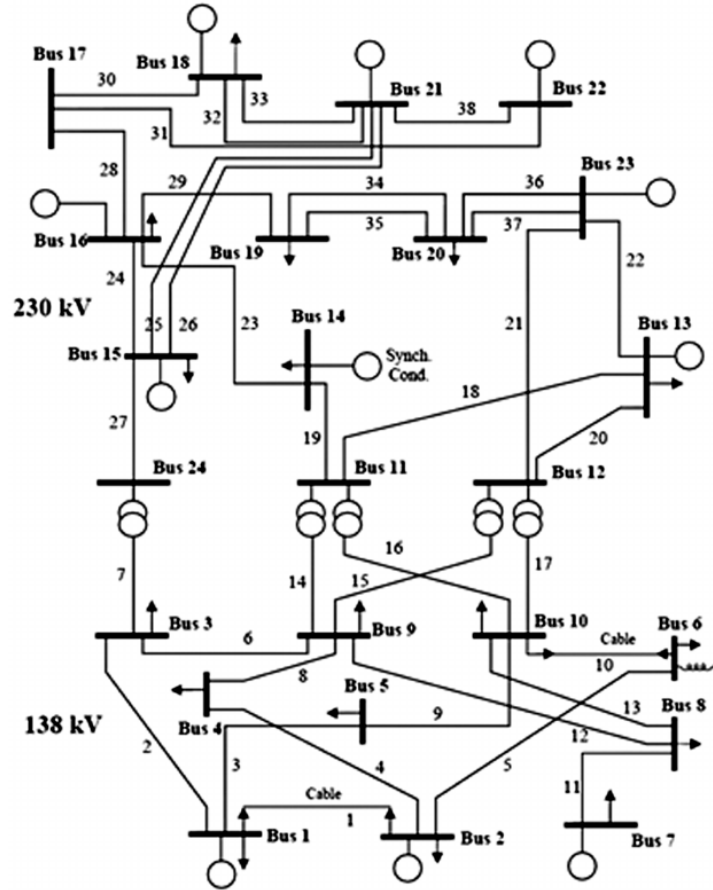 Bus 17
Bus 18
Bus 21
Bus 22
30
33
32
38
31
28
29
34
36
Bus 23
35
37
Bus 16
Bus 19
Bus 20
24
22
230 kV
25
26
23
Bus 14
21
Bus 13
Bus 15
Synch.
Cond.
18
27
19
20
Bus 24
Bus 11
Bus 12
16
7
14
15
17
Bus 3
Bus 9
Bus 10
Bus 6
Cable
6
10
8
Bus 5
Bus 8
138 kV
Bus 4
9
13
2
12
3
4
5
11
Cable
1
Bus 1
Bus 2
Bus 7